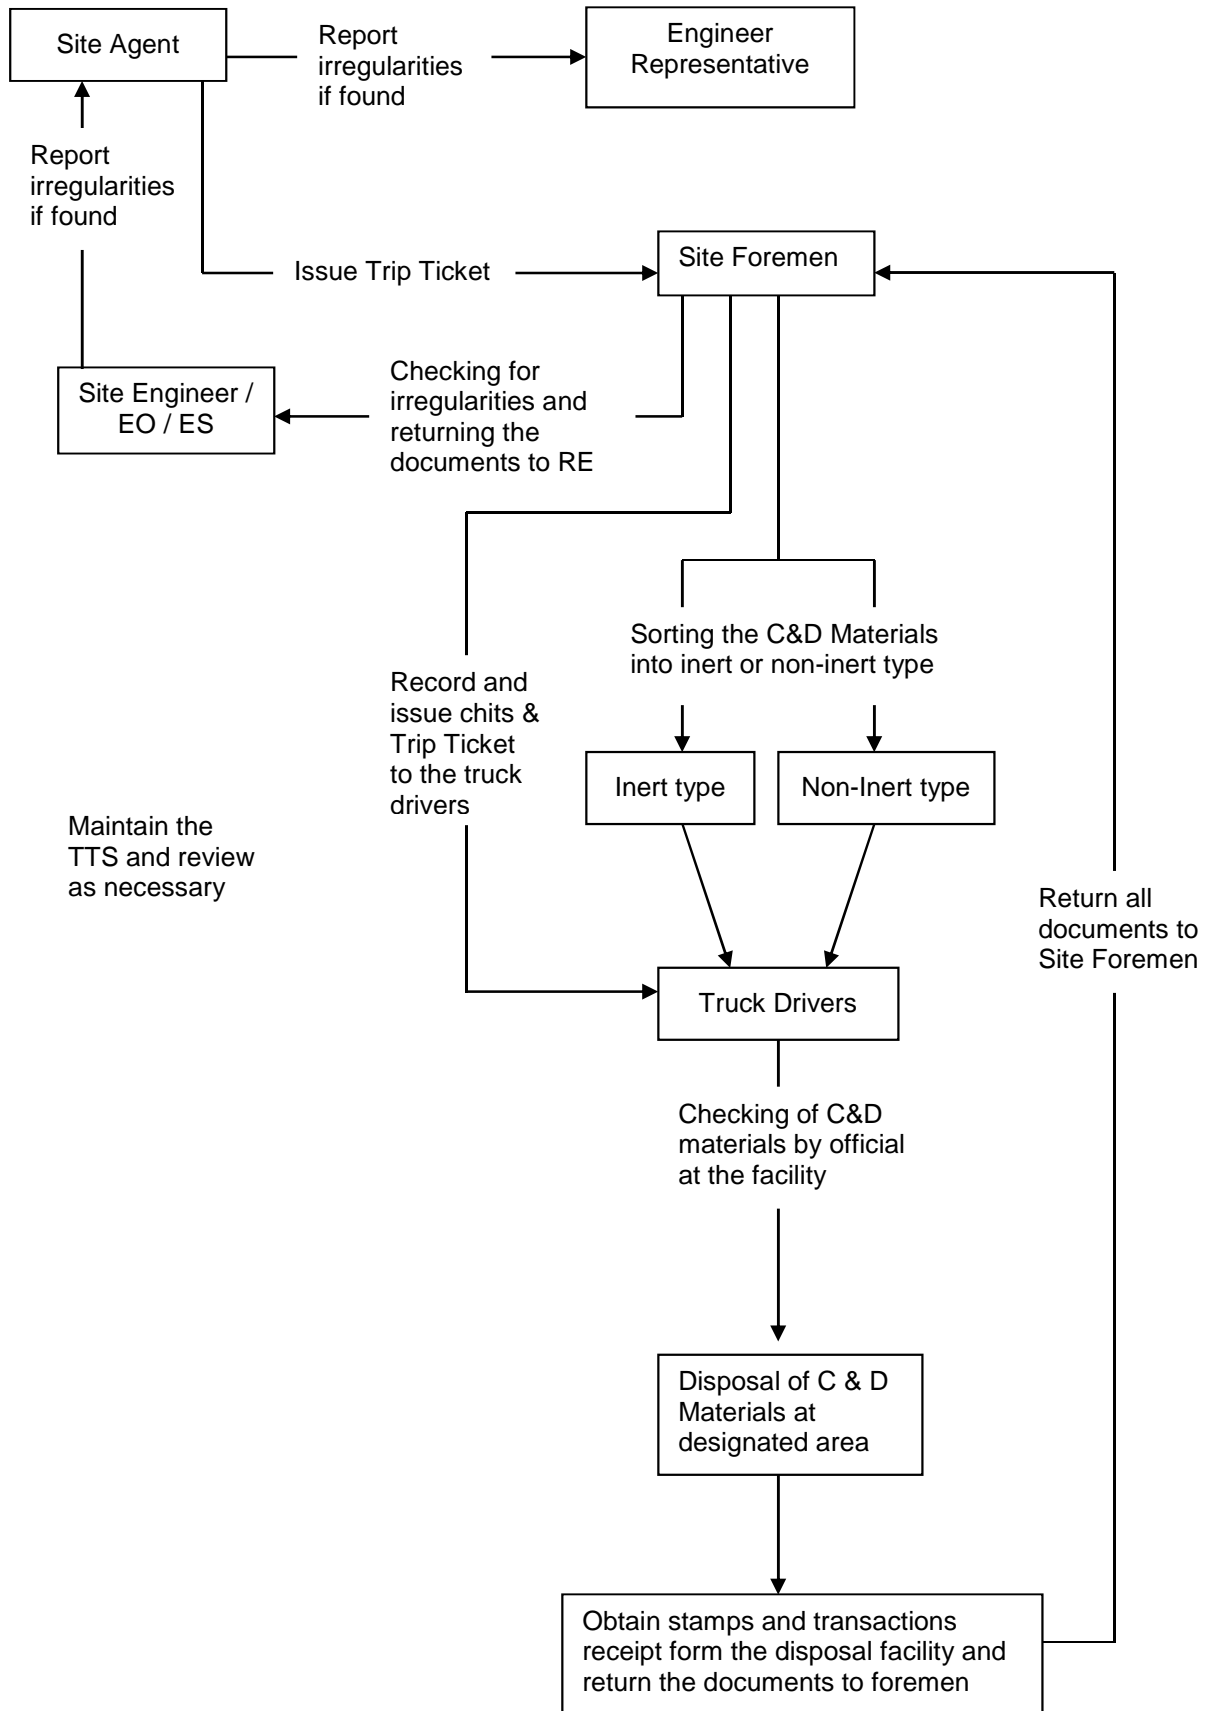 Site Agent
Report
irregularities
if found
Engineer
Representative
Report
irregularities
if found
Issue Trip Ticket
Site Foremen
Site Engineer /
EO / ES
Checking for
irregularities and
returning the
documents to RE
Sorting the C&D Materials
into inert or non-inert type
Record and
issue chits &
Trip Ticket
to the truck
drivers
Inert type
Non-Inert type
Maintain the
TTS and review
as necessary
Return all
documents to
Site Foremen
Truck Drivers
Checking of C&D
materials by official
at the facility
Disposal of C & D
Materials at
designated area
Obtain stamps and transactions
receipt form the disposal facility and
return the documents to foremen